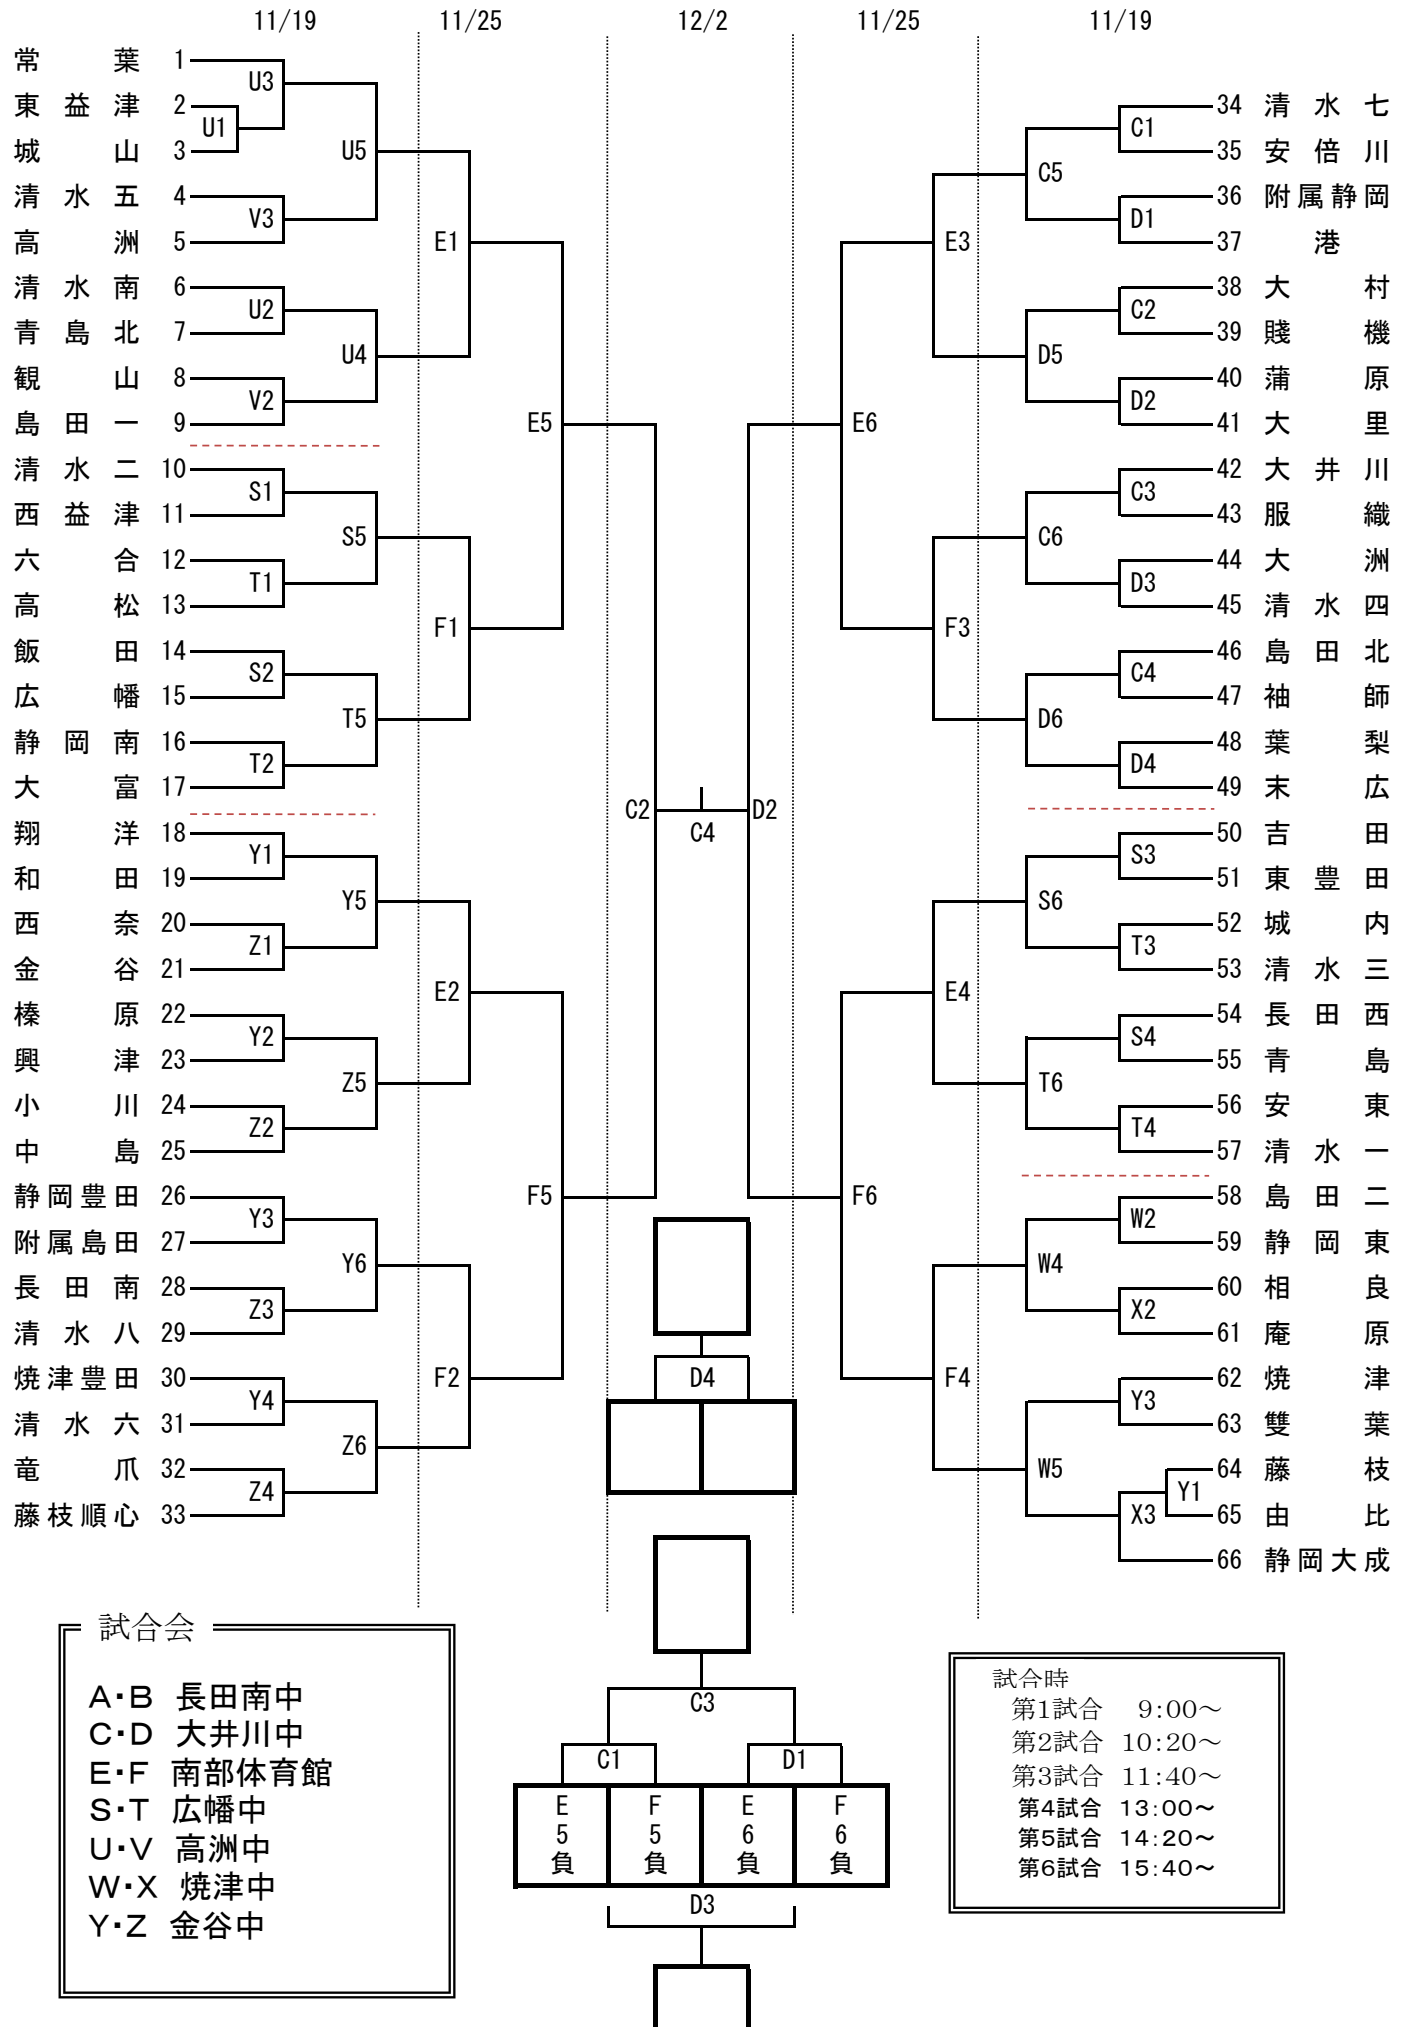 11/19 11/25 12/2 11/25 11/19
常葉 1
東益津 2
城山 3
清水五 4
高洲 5
清水南 6
青島北 7
観山 8
島田一 9
清水二 10
西益津 11
六合 12
高松 13
飯田 14
広幡 15
静岡南 16
大富 17
翔洋 18
和田 19
西奈 20
金谷 21
榛原 22
興津 23
小川 24
中島 25
静岡豊田 26
附属島田 27
長田南 28
清水八 29
焼津豊田 30
清水六 31
竜爪 32
藤枝順心 33
U1
U3
V3
U2
V2
S1
T1
S2
T2
Y1
Z1
Y2
Z2
Y3
Z3
Y4
Z4
U5
U4
S5
T5
Y5
Z5
Y6
Z6
E1
F1
E2
F2
E5
F5
C2
C4
D2
E6
F6
E3
F3
E4
F4
C5
D5
C6
D6
S6
T6
W4
W5
C1
D1
C2
D2
C3
D3
C4
D4
S3
T3
S4
T4
W2
X2
Y3
X3
Y1
34 清水七
35 安倍川
36 附属静岡
37 港
38 大村
39 賤機
40 蒲原
41 大里
42 大井川
43 服織
44 大洲
45 清水四
46 島田北
47 袖師
48 葉梨
49 末広
50 吉田
51 東豊田
52 城内
53 清水三
54 長田西
55 青島
56 安東
57 清水一
58 島田二
59 静岡東
60 相良
61 庵原
62 焼津
63 雙葉
64 藤枝
65 由比
66 静岡大成
D4
C3
C1 D1
E5負 F5負 E6負 F6負
D3
試合会
A・B 長田南中
C・D 大井川中
E・F 南部体育館
S・T 広幡中
U・V 高洲中
W・X 焼津中
Y・Z 金谷中
試合時
第1試合 9:00～
第2試合 10:20～
第3試合 11:40～
第4試合 13:00～
第5試合 14:20～
第6試合 15:40～